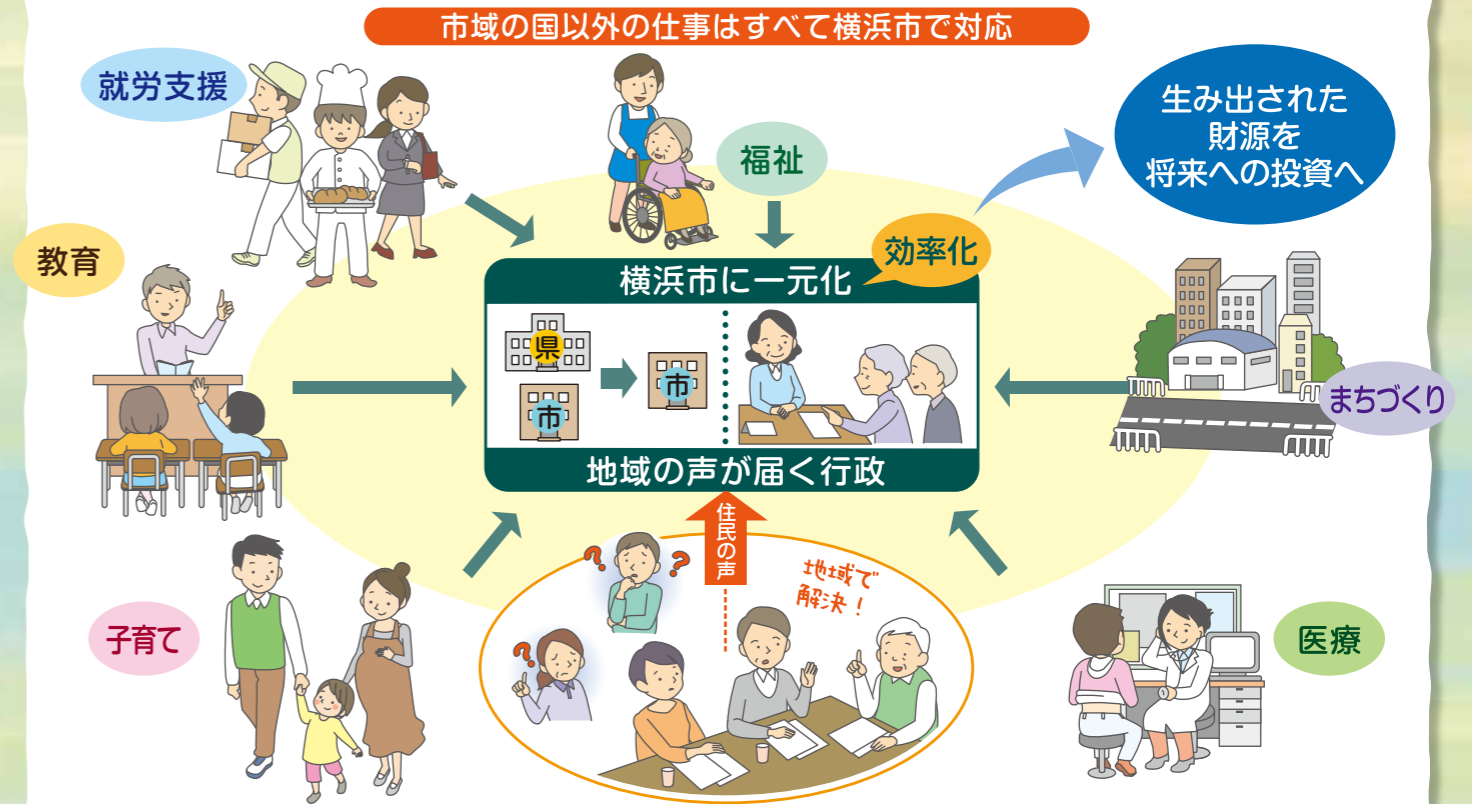 市域の国以外の仕事はすべて横浜市で対応
就労支援
福祉
生み出された
財源を
将来への投資へ
教育
効率化
横浜市に一元化
県
市
市
まちづくり
地域の声が届く行政
住民の声
?
?
?
地域で
解決!
子育て
医療